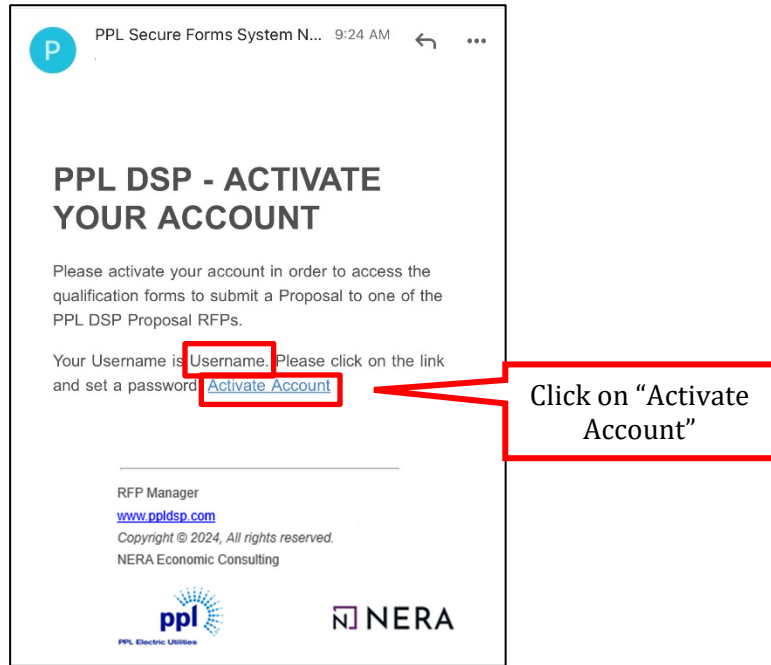 P
PPL Secure Forms System N... 9:24 AM
PPL DSP - ACTIVATE
YOUR ACCOUNT
Please activate your account in order to access the
qualification forms to submit a Proposal to one of the
PPL DSP Proposal RFPs.
Your Username is Username. Please click on the link
and set a password: Activate Account
Click on “Activate
Account”
RFP Manager
www.ppldsp.com
Copyright © 2024, All rights reserved.
NERA Economic Consulting
ppl
PPL Electric Utilities
N NERA